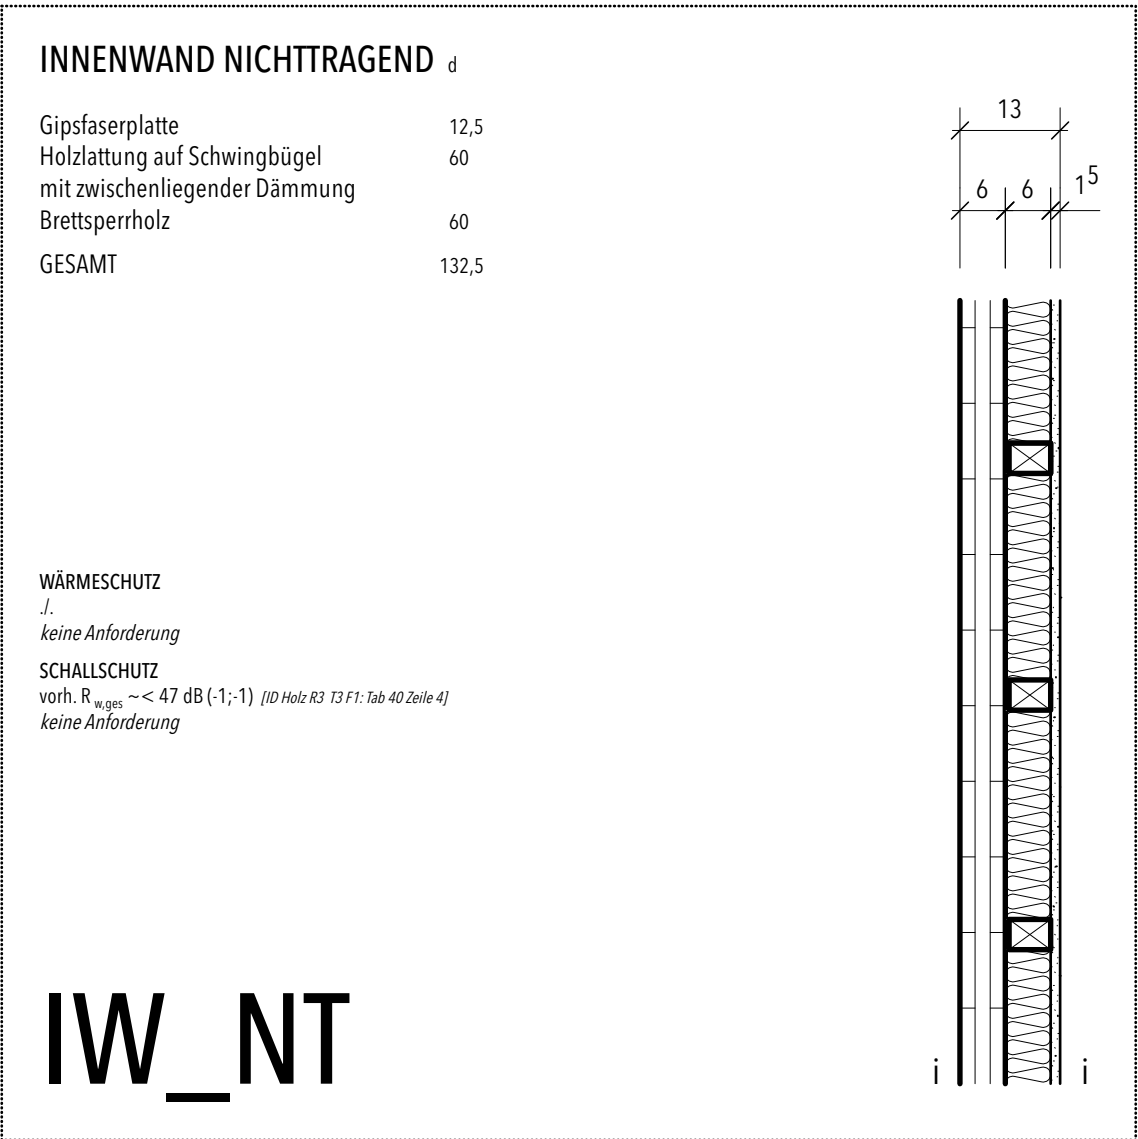 INNENWAND NICHTTRAGEND d
Gipsfaserplatte 12,5
Holzlattung auf Schwingbügel 60
mit zwischenliegender Dämmung
Brettsperrholz 60
GESAMT 132,5
13
6 6 1⁵
WÄRMESCHUTZ
./.
keine Anforderung
SCHALLSCHUTZ
vorh. R w,ges ~< 47 dB (-1;-1) [ID Holz R3 T3 F1: Tab 40 Zeile 4]
keine Anforderung
IW_NT
i i